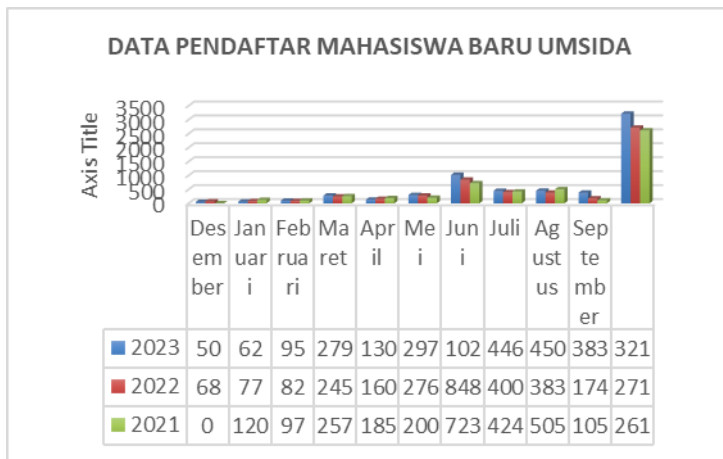 DATA PENDAFTAR MAHASISWA BARU UMSIDA
Axis Title
3500
3000
2500
2000
1500
1000
500
0
Des Jan Feb Ma Apr Me Jun Juli Ag Sep
em uar rua ret il i i ust te
ber i ri us mb
er
2023 50 62 95 279 130 297 102 446 450 383 321
2022 68 77 82 245 160 276 848 400 383 174 271
2021 0 120 97 257 185 200 723 424 505 105 261